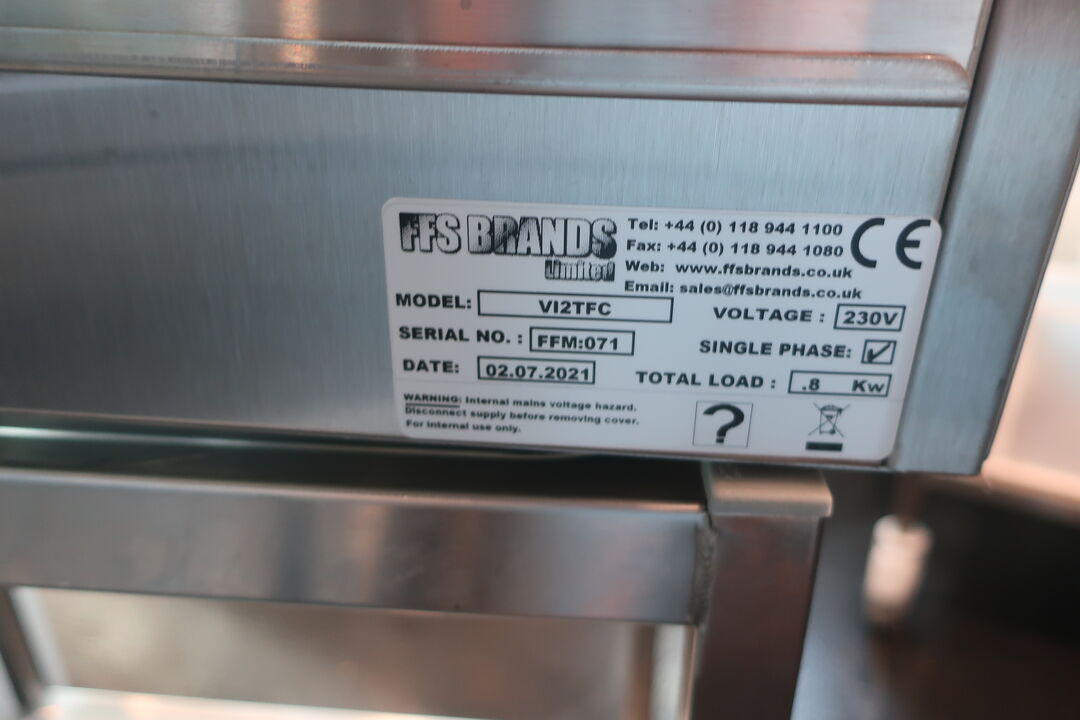 FFS BRANDS
Limited
Tel: +44 (0) 118 944 1100
Fax: +44 (0) 118 944 1080
Web: www.ffsbrands.co.uk
Email: sales@ffsbrands.co.uk
CE
MODEL: VI2TFC
VOLTAGE : 230V
SERIAL NO. : FFM:071
SINGLE PHASE: ✓
DATE: 02.07.2021
TOTAL LOAD : .8 Kw
WARNING: Internal mains voltage hazard.
Disconnect supply before removing cover.
For internal use only.
?